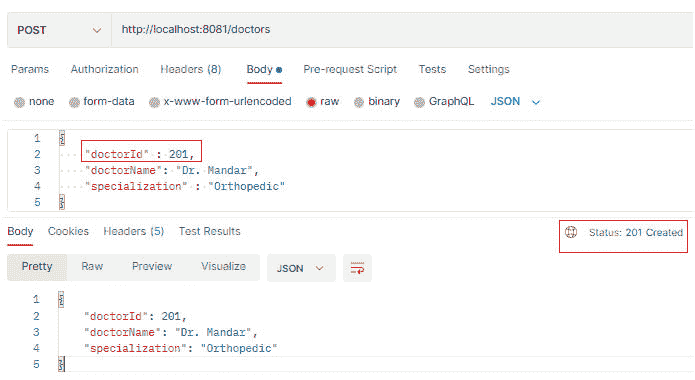 POST http://localhost:8081/doctors
Params Authorization Headers (8) Body Pre-request Script Tests Settings
none form-data x-www-form-urlencoded raw binary GraphQL JSON
1 {
2 "doctorId" : 201,
3 "doctorName": "Dr. Mandar",
4 "specialization" : "Orthopedic"
5 }
Body Cookies Headers (5) Test Results Status: 201 Created
Pretty Raw Preview Visualize JSON
1 {
2 "doctorId": 201,
3 "doctorName": "Dr. Mandar",
4 "specialization": "Orthopedic"
5 }